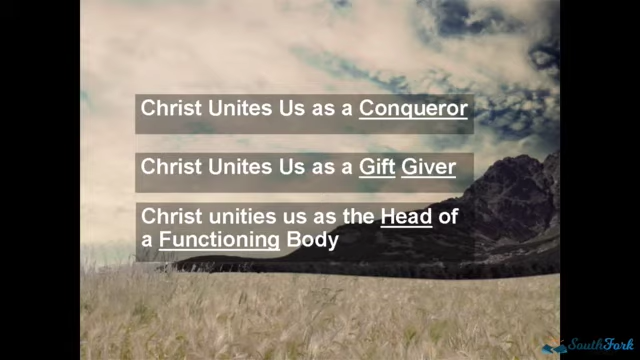 Christ Unites Us as a Conqueror
Christ Unites Us as a Gift Giver
Christ unities us as the Head of
a Functioning Body
SouthFork